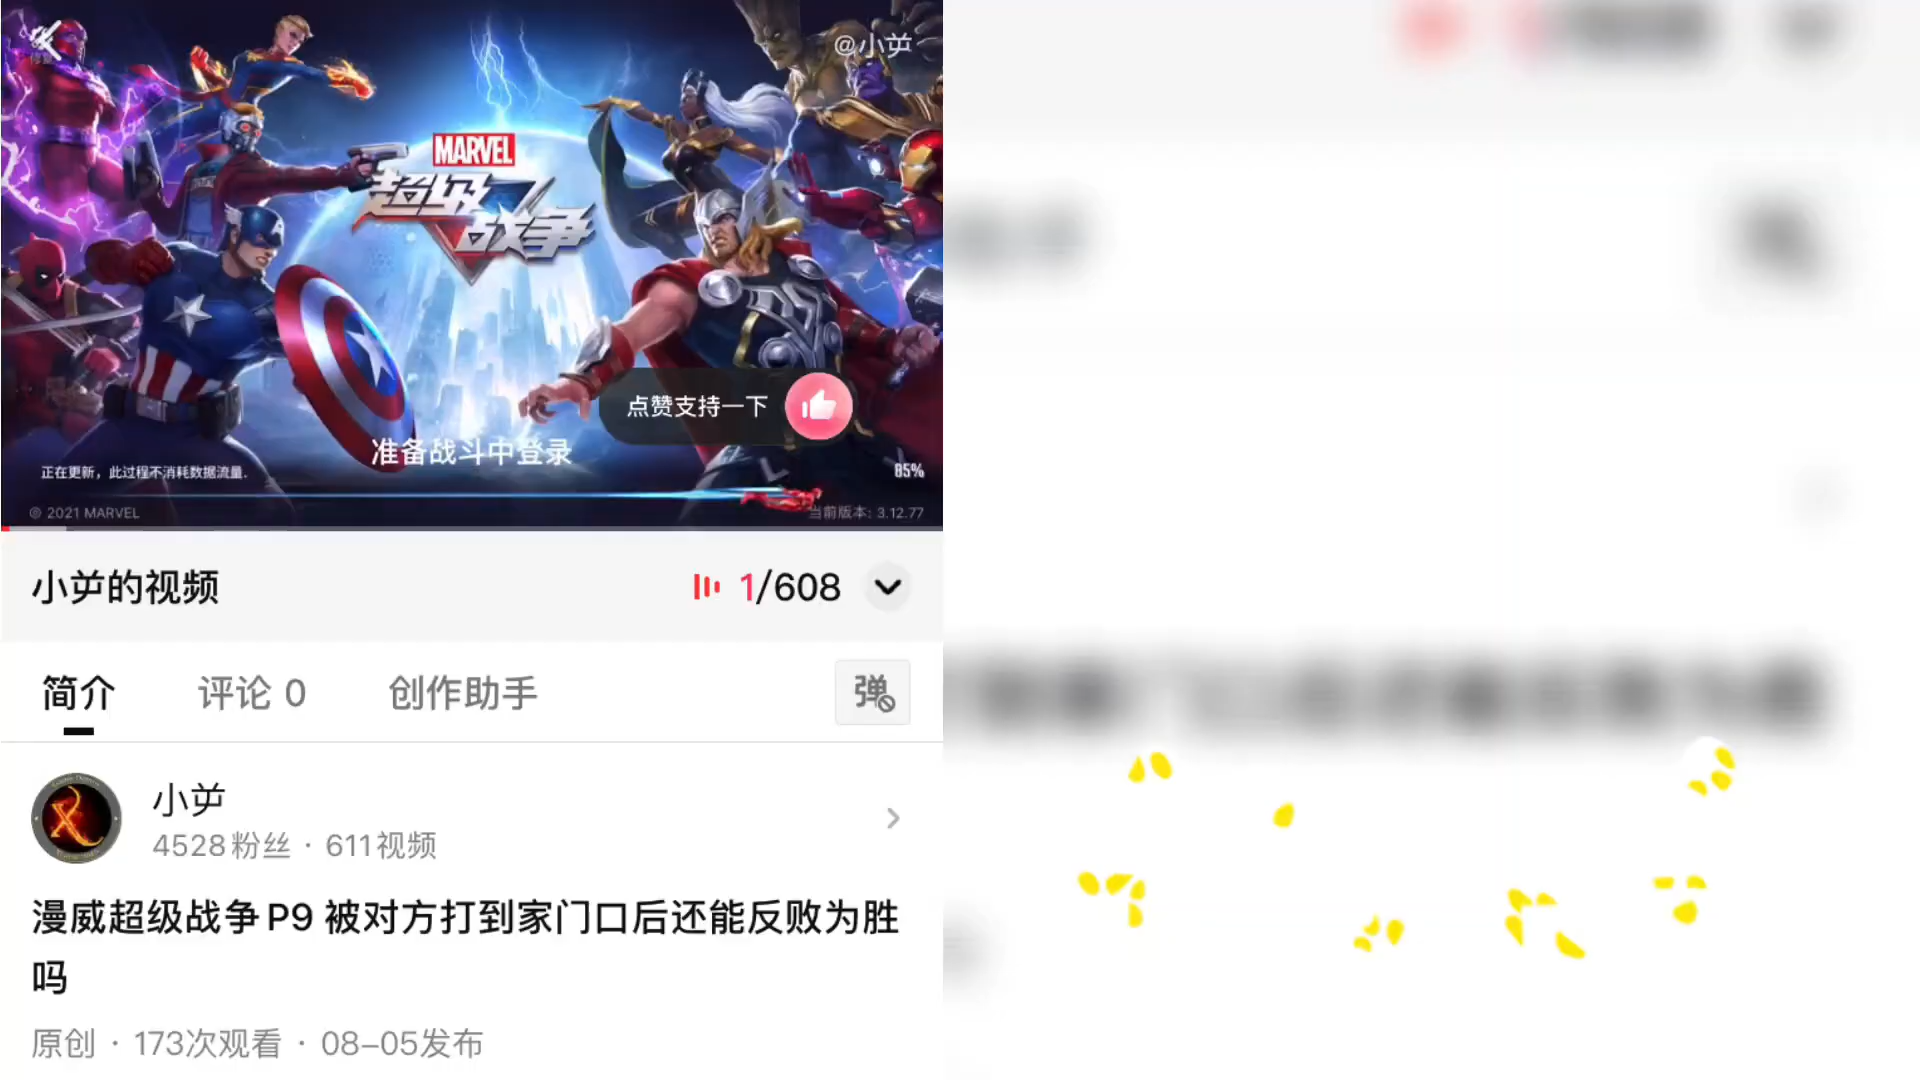 @小岃
MARVEL
超级
战争
点赞支持一下
准备战斗中登录
正在更新，此过程不消耗数据流量.
85%
© 2021 MARVEL
当前版本: 3.12.77
小岃的视频
1/608
简介
评论 0
创作助手
弹
小岃
4528粉丝 · 611视频
漫威超级战争P9 被对方打到家门口后还能反败为胜
吗
原创 · 173次观看 · 08-05发布